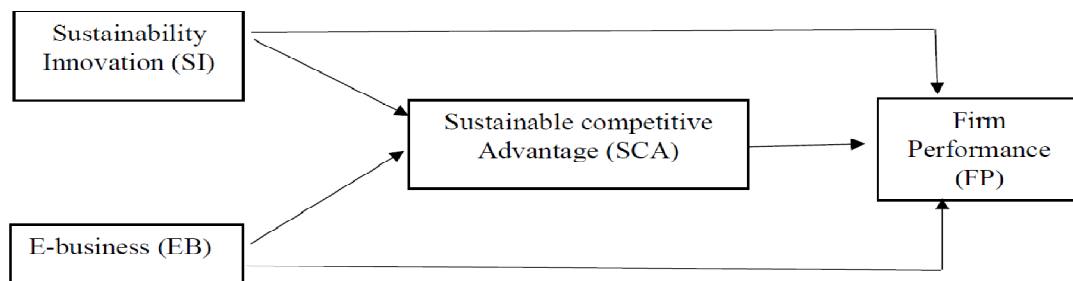 Sustainability
Innovation (SI)
Sustainable competitive
Advantage (SCA)
Firm
Performance
(FP)
E-business (EB)